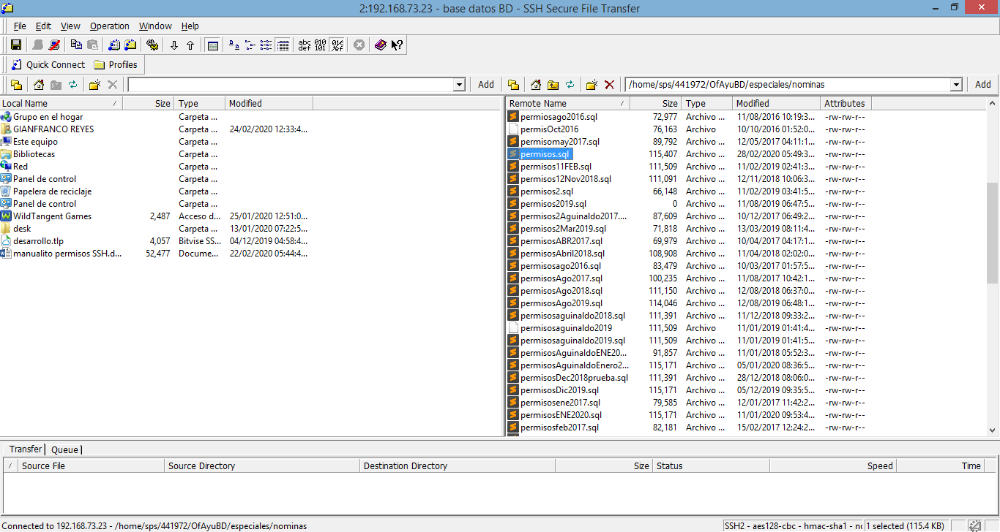 2:192.168.73.23 - base datos BD - SSH Secure File Transfer
File Edit View Operation Window Help
abc def 010 101
Quick Connect Profiles
Add /home/sps/441972/OfAyuBD/especiales/nominas Add
Local Name / Size Type Modified
Grupo en el hogar Carpeta ...
GIANFRANCO REYES Carpeta ... 24/02/2020 12:33:4...
Este equipo Carpeta ...
Bibliotecas Carpeta ...
Red Carpeta ...
Panel de control Carpeta ...
Papelera de reciclaje Carpeta ...
Panel de control Carpeta ...
WildTangent Games 2,487 Acceso d... 25/01/2020 12:51:0...
desk Carpeta ... 13/01/2020 07:22:5...
desarrollo.tlp 4,057 Bitvise SS... 04/12/2019 04:58:4...
manualito permisos SSH.d... 52,477 Docume... 22/02/2020 05:44:4...
Remote Name / Size Type Modified Attributes
permiosago2016.sql 72,977 Archivo ... 11/08/2016 10:19:3... -rw-rw-r--
permisOct2016 76,163 Archivo 10/10/2016 01:52:0... -rw-rw-r--
permisomay2017.sql 89,792 Archivo ... 12/05/2017 04:11:1... -rw-rw-r--
permisos.sql 115,407 Archivo ... 28/02/2020 05:49:3... -rw-rw-r--
permisos11FEB.sql 111,509 Archivo ... 11/02/2019 02:41:3... -rw-rw-r--
permisos12Nov2018.sql 111,091 Archivo ... 12/11/2018 10:06:3... -rw-rw-r--
permisos2.sql 66,148 Archivo ... 11/02/2019 03:41:5... -rw-rw-r--
permisos2019.sql 0 Archivo ... 11/08/2019 06:47:5... -rw-rw-r--
permisos2Aguinaldo2017.... 87,609 Archivo ... 10/12/2017 06:49:2... -rw-rw-r--
permisos2Mar2019.sql 71,818 Archivo ... 13/03/2019 08:11:4... -rw-rw-r--
permisosABR2017.sql 69,979 Archivo ... 10/04/2017 04:17:1... -rw-rw-r--
permisosAbril2018.sql 108,908 Archivo ... 11/04/2018 02:02:0... -rw-rw-r--
permisosago2016.sql 83,479 Archivo ... 10/03/2017 01:57:5... -rw-rw-r--
permisosAgo2017.sql 100,235 Archivo ... 11/08/2017 10:42:1... -rw-rw-r--
permisosAgo2018.sql 111,150 Archivo ... 12/08/2018 06:37:0... -rw-rw-r--
permisosAgo2019.sql 114,046 Archivo ... 12/08/2019 06:48:1... -rw-rw-r--
permisosaguinaldo2018.sql 111,391 Archivo ... 11/12/2018 09:33:2... -rw-rw-r--
permisosaguinaldo2019 111,509 Archivo 11/01/2019 01:41:4... -rw-rw-r--
permisosaguinaldo2019.sql 111,509 Archivo ... 11/01/2019 01:41:5... -rw-rw-r--
permisosAguinaldoENE20... 91,857 Archivo ... 11/01/2018 05:52:3... -rw-rw-r--
permisosAguinaldoEnero2... 115,171 Archivo ... 05/01/2020 08:36:5... -rw-rw-r--
permisosDec2018prueba.sql 111,391 Archivo ... 28/12/2018 08:06:0... -rw-rw-r--
permisosDic2019.sql 115,171 Archivo ... 05/12/2019 09:35:5... -rw-rw-r--
permisosene2017.sql 79,585 Archivo ... 12/01/2017 11:42:2... -rw-rw-r--
permisosENE2020.sql 115,171 Archivo ... 11/01/2020 09:53:4... -rw-rw-r--
permisosfeb2017.sql 82,181 Archivo ... 15/02/2017 12:24:2... -rw-rw-r--
Transfer Queue
/ Source File Source Directory Destination Directory Size Status Speed Time
Connected to 192.168.73.23 - /home/sps/441972/OfAyuBD/especiales/nominas SSH2 - aes128-cbc - hmac-sha1 - nc 1 selected (115.4 KB)